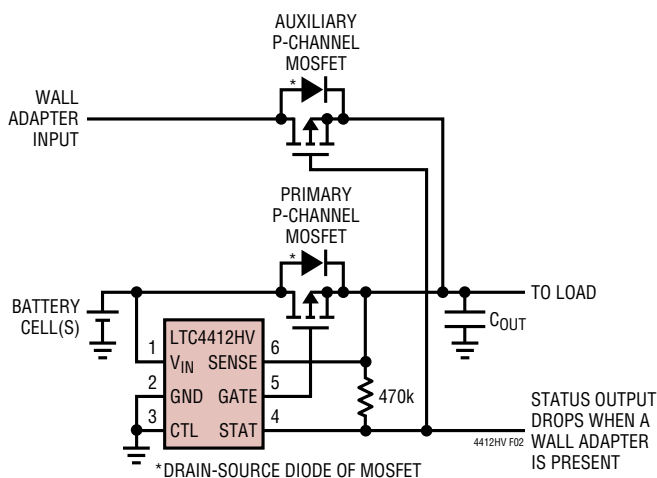 AUXILIARY
P-CHANNEL
MOSFET
*
WALL
ADAPTER
INPUT
PRIMARY
P-CHANNEL
MOSFET
*
TO LOAD
BATTERY
CELL(S)
COUT
LTC4412HV
1 VIN SENSE 6
2 GND GATE 5
3 CTL STAT 4
470k
STATUS OUTPUT
DROPS WHEN A
WALL ADAPTER
IS PRESENT
4412HV F02
*DRAIN-SOURCE DIODE OF MOSFET